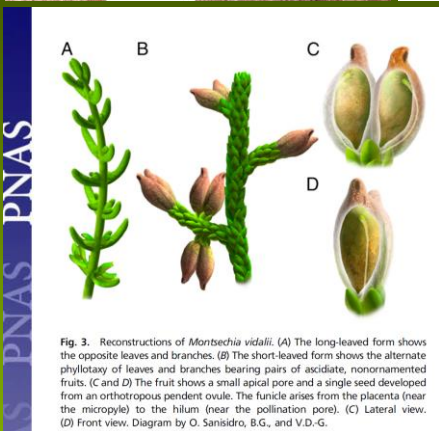 A
B
C
D
PNAS
PNAS
PNAS
Fig. 3. Reconstructions of Montsechia vidalii. (A) The long-leaved form shows
the opposite leaves and branches. (B) The short-leaved form shows the alternate
phyllotaxy of leaves and branches bearing pairs of ascidiate, nonornamented
fruits. (C and D) The fruit shows a small apical pore and a single seed developed
from an orthotropous pendent ovule. The funicle arises from the placenta (near
the micropyle) to the hilum (near the pollination pore). (C) Lateral view.
(D) Front view. Diagram by O. Sanisidro, B.G., and V.D.-G.